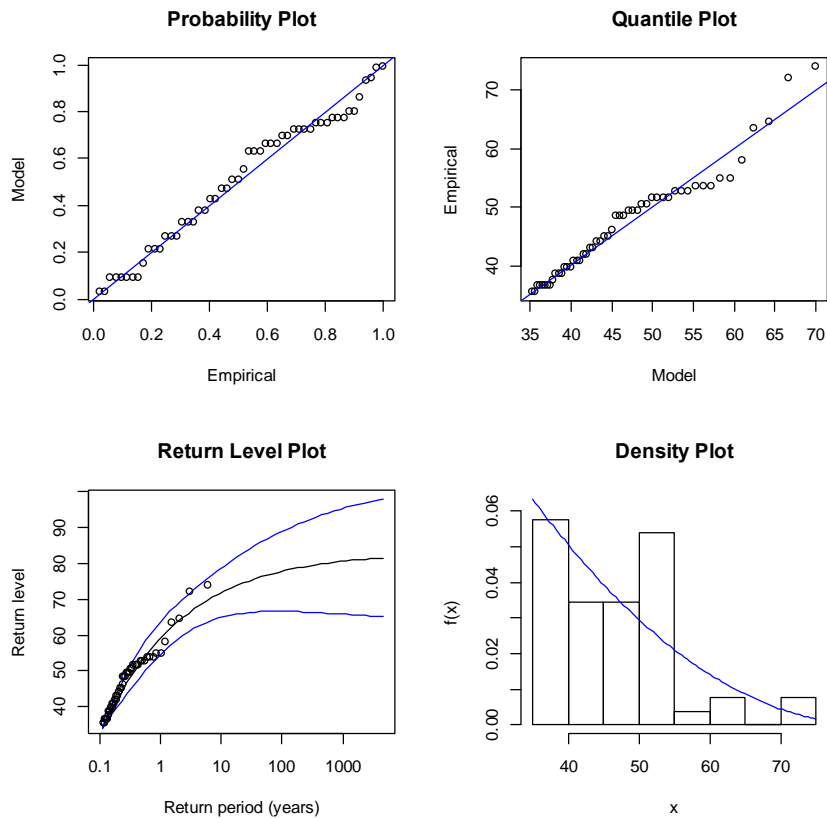 Probability Plot
Model
0.0 0.2 0.4 0.6 0.8 1.0
0.0 0.2 0.4 0.6 0.8 1.0
Empirical
Quantile Plot
Empirical
40 50 60 70
35 40 45 50 55 60 65 70
Model
Return Level Plot
Return level
40 50 60 70 80 90
0.1 1 10 100 1000
Return period (years)
Density Plot
f(x)
0.00 0.02 0.04 0.06
40 50 60 70
x